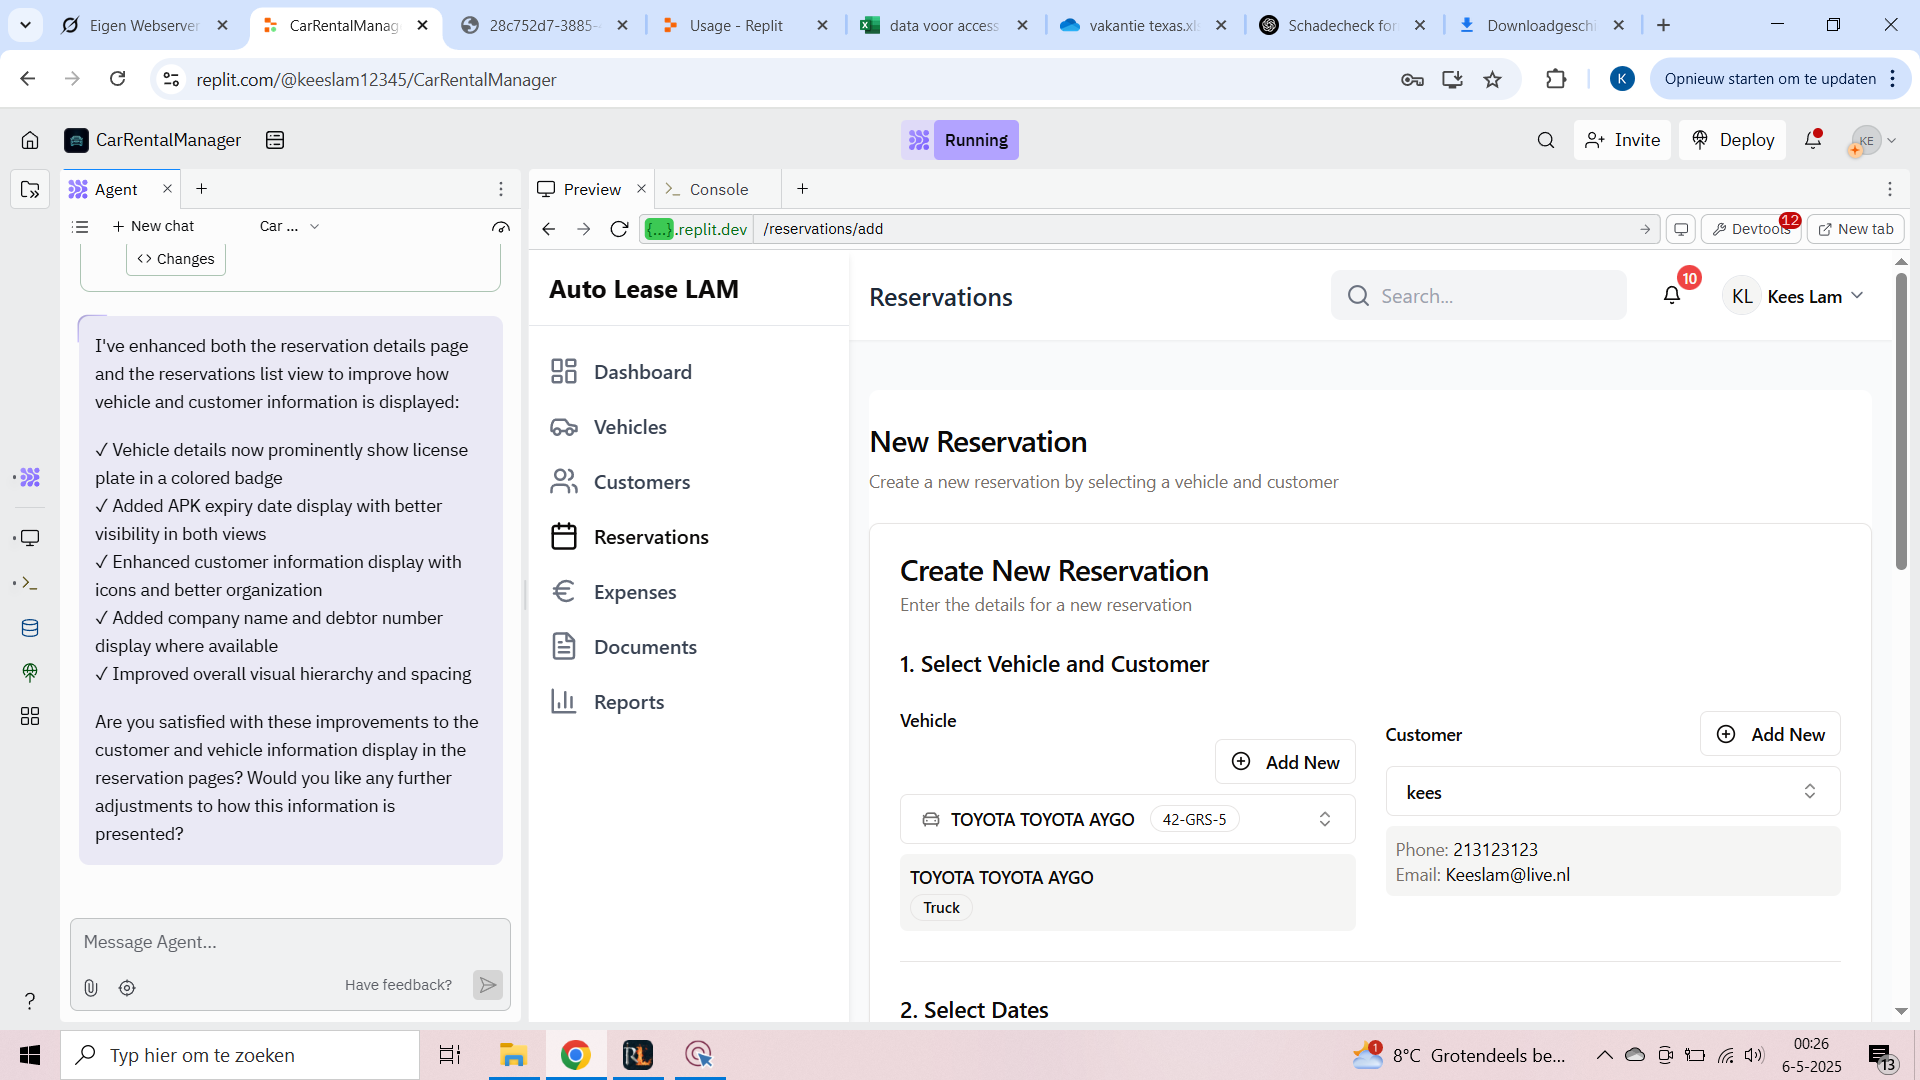 Eigen Webserver
CarRentalManag
28c752d7-3885-
Usage - Replit
data voor access
vakantie texas.xls
Schadecheck for
Downloadgeschi
replit.com/@keeslam12345/CarRentalManager
K
Opnieuw starten om te updaten
CarRentalManager
Running
Invite
Deploy
KE
Agent
Preview
Console
New chat
Car ...
{...}.replit.dev
/reservations/add
Devtools
12
New tab
Changes
I've enhanced both the reservation details page
and the reservations list view to improve how
vehicle and customer information is displayed:
✓ Vehicle details now prominently show license
plate in a colored badge
✓ Added APK expiry date display with better
visibility in both views
✓ Enhanced customer information display with
icons and better organization
✓ Added company name and debtor number
display where available
✓ Improved overall visual hierarchy and spacing
Are you satisfied with these improvements to the
customer and vehicle information display in the
reservation pages? Would you like any further
adjustments to how this information is
presented?
Message Agent...
Have feedback?
?
Auto Lease LAM
Dashboard
Vehicles
Customers
Reservations
Expenses
Documents
Reports
Reservations
Search...
10
KL
Kees Lam
New Reservation
Create a new reservation by selecting a vehicle and customer
Create New Reservation
Enter the details for a new reservation
1. Select Vehicle and Customer
Vehicle
Add New
TOYOTA TOYOTA AYGO
42-GRS-5
TOYOTA TOYOTA AYGO
Truck
Customer
Add New
kees
Phone: 213123123
Email: Keeslam@live.nl
2. Select Dates
Typ hier om te zoeken
RL
1
8°C Grotendeels be...
00:26
6-5-2025
13